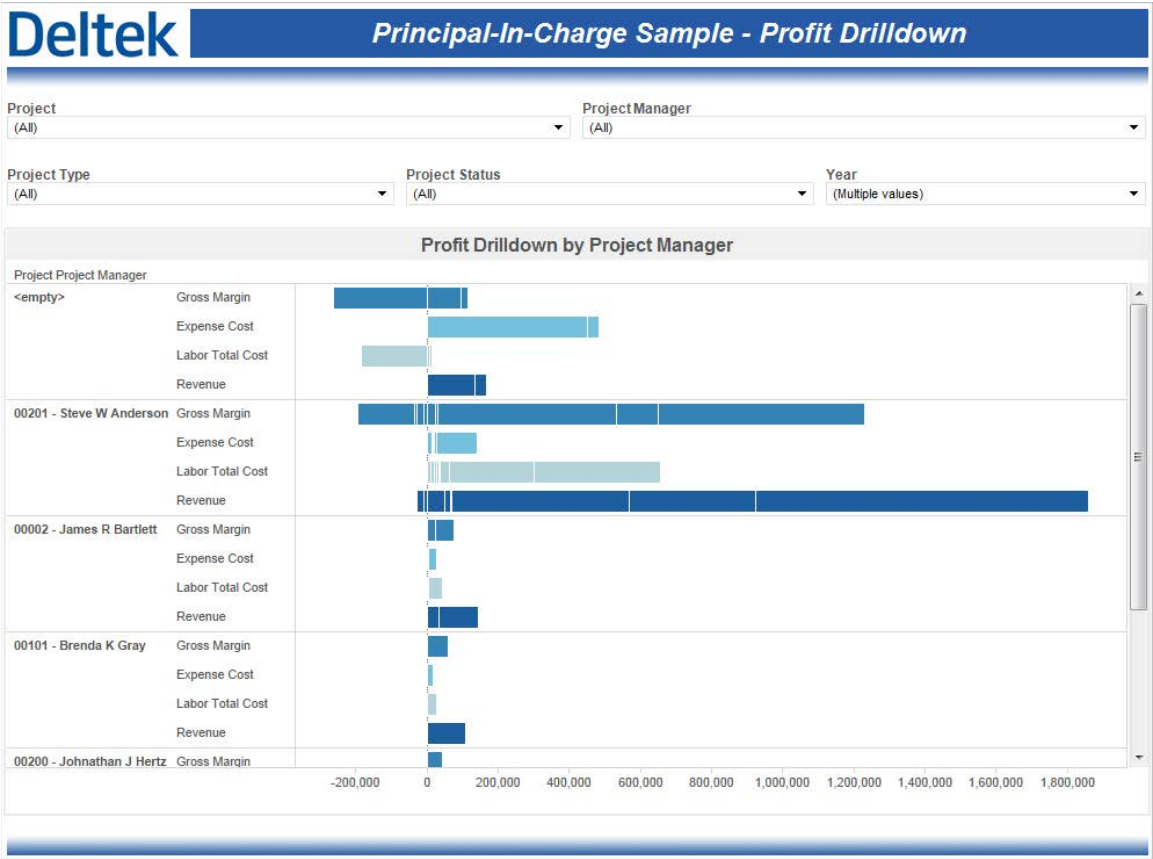 Deltek
Principal-In-Charge Sample - Profit Drilldown
Project
Project Manager
(All)
(All)
Project Type
Project Status
Year
(All)
(All)
(Multiple values)
Profit Drilldown by Project Manager
Project Project Manager
<empty> Gross Margin
Expense Cost
Labor Total Cost
Revenue
00201 - Steve W Anderson Gross Margin
Expense Cost
Labor Total Cost
Revenue
00002 - James R Bartlett Gross Margin
Expense Cost
Labor Total Cost
Revenue
00101 - Brenda K Gray Gross Margin
Expense Cost
Labor Total Cost
Revenue
00200 - Johnathan J Hertz Gross Margin
-200,000 0 200,000 400,000 600,000 800,000 1,000,000 1,200,000 1,400,000 1,600,000 1,800,000